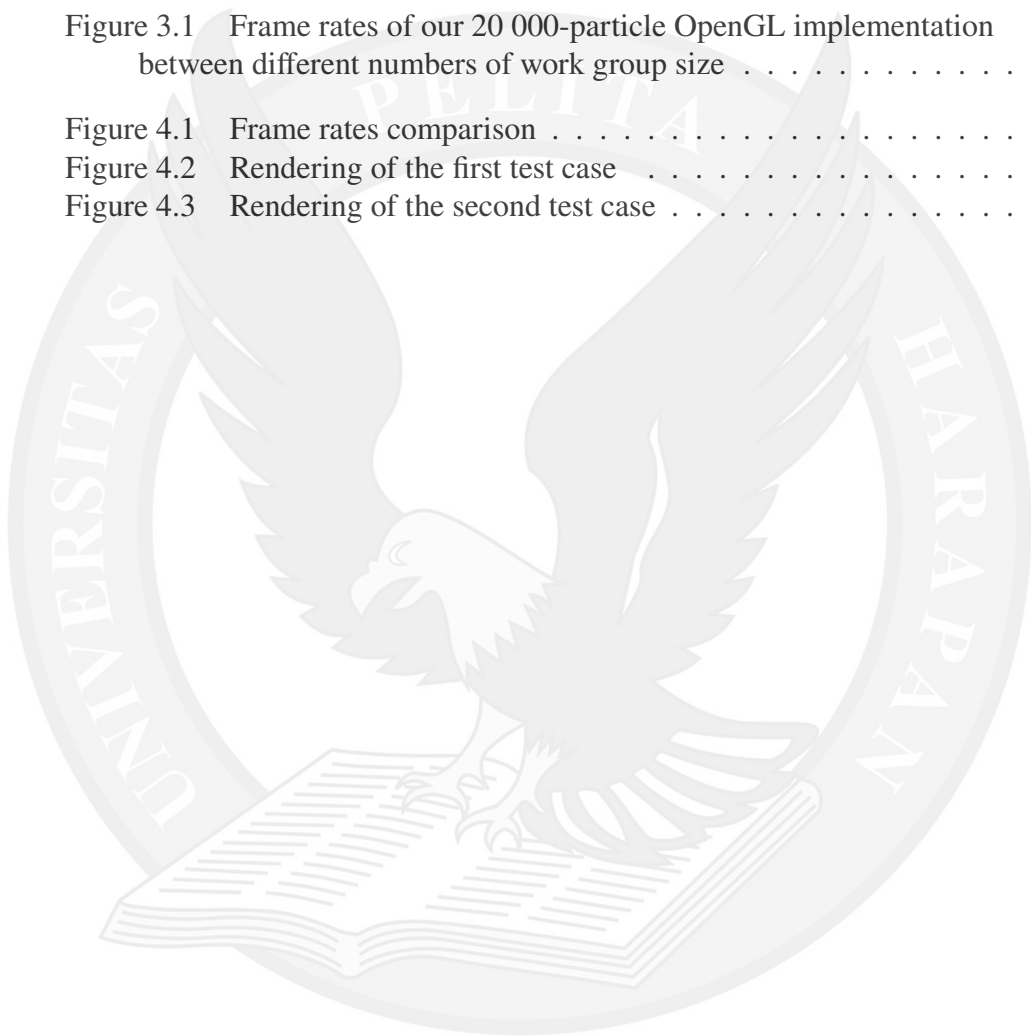 Figure 3.1 Frame rates of our 20 000-particle OpenGL implementation
between different numbers of work group size . . . . . . . . . . . . .
Figure 4.1 Frame rates comparison . . . . . . . . . . . . . . . . . . .
Figure 4.2 Rendering of the first test case . . . . . . . . . . . . . . . .
Figure 4.3 Rendering of the second test case . . . . . . . . . . . . . . .
UNIVERSITAS PELITA HARAPAN